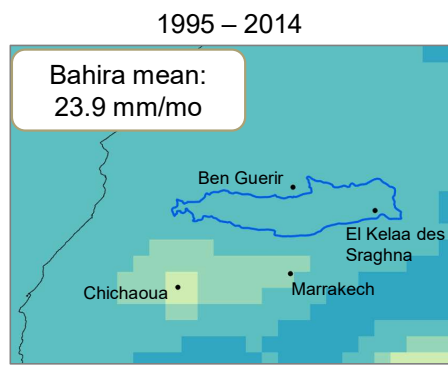 1995 – 2014
Bahira mean:
23.9 mm/mo
Ben Guerir
El Kelaa des
Sraghna
Chichaoua
Marrakech